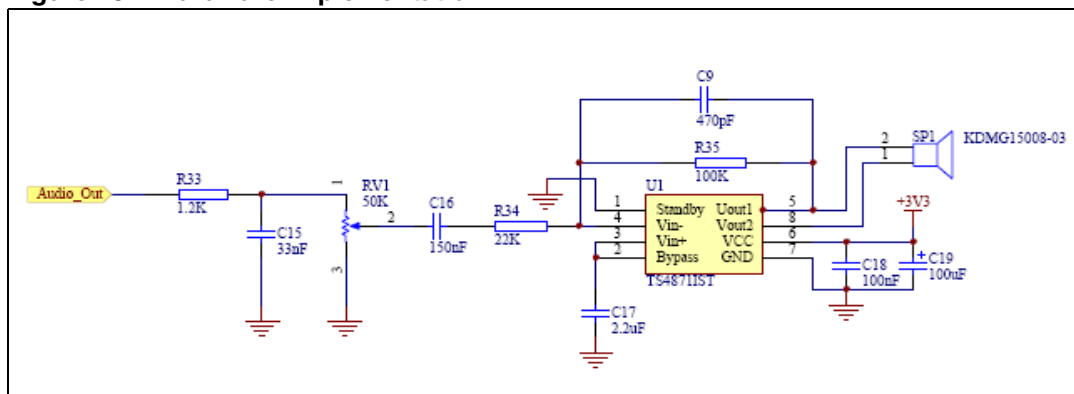 C9
470pF
R35
100K
SP1
KDMG15008-03
2
1
Audio_Out
R33
1.2K
C15
33nF
1
RV1
50K
2
3
C16
150nF
R34
22K
U1
1
4
3
2
Standby
Vin-
Vin+
Bypass
Uout1
Vout2
VCC
GND
5
8
6
7
TS4871IST
C17
2.2uF
+3V3
C18
100nF
+
C19
100uF